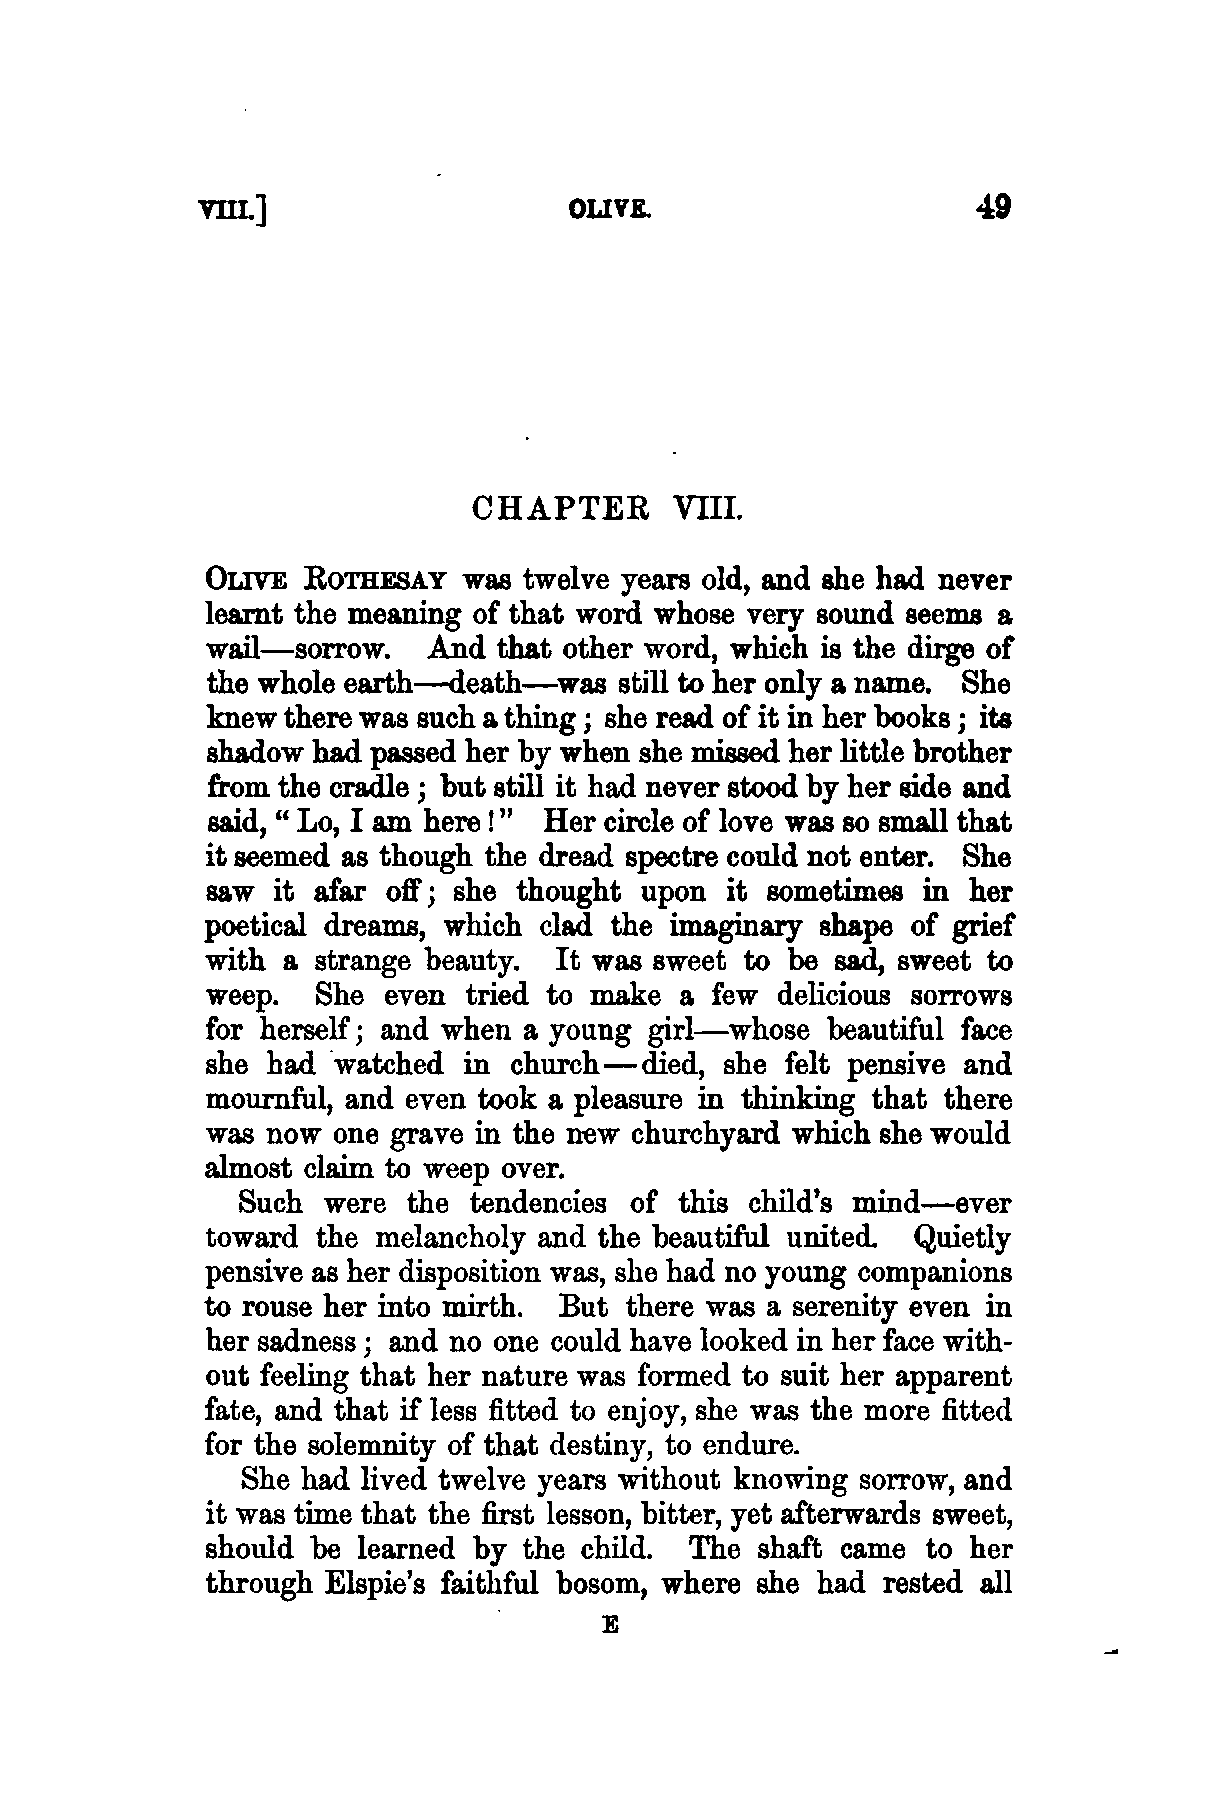 VIII.] OLIVE. 49
CHAPTER VIII.
OLIVE ROTHESAY was twelve years old, and she had never
learnt the meaning of that word whose very sound seems a
wail—sorrow. And that other word, which is the dirge of
the whole earth—death—was still to her only a name. She
knew there was such a thing; she read of it in her books; its
shadow had passed her by when she missed her little brother
from the cradle; but still it had never stood by her side and
said, “Lo, I am here!” Her circle of love was so small that
it seemed as though the dread spectre could not enter. She
saw it afar off; she thought upon it sometimes in her
poetical dreams, which clad the imaginary shape of grief
with a strange beauty. It was sweet to be sad, sweet to
weep. She even tried to make a few delicious sorrows
for herself; and when a young girl—whose beautiful face
she had watched in church—died, she felt pensive and
mournful, and even took a pleasure in thinking that there
was now one grave in the new churchyard which she would
almost claim to weep over.
Such were the tendencies of this child's mind—ever
toward the melancholy and the beautiful united. Quietly
pensive as her disposition was, she had no young companions
to rouse her into mirth. But there was a serenity even in
her sadness; and no one could have looked in her face with-
out feeling that her nature was formed to suit her apparent
fate, and that if less fitted to enjoy, she was the more fitted
for the solemnity of that destiny, to endure.
She had lived twelve years without knowing sorrow, and
it was time that the first lesson, bitter, yet afterwards sweet,
should be learned by the child. The shaft came to her
through Elspie's faithful bosom, where she had rested all
E